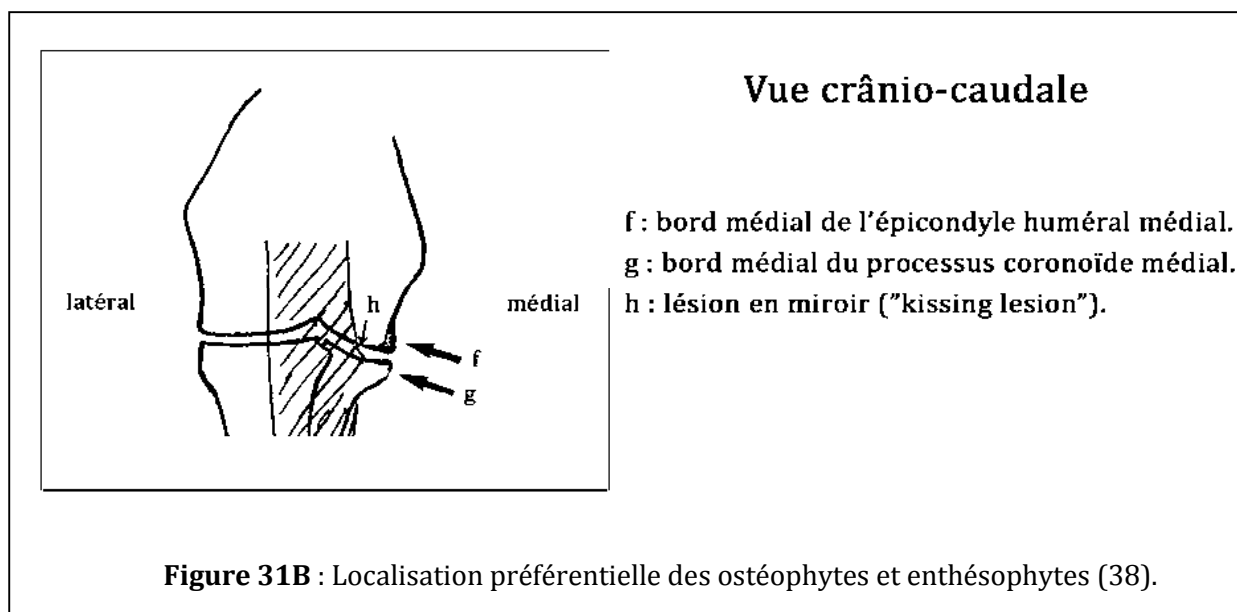 Vue crânio-caudale
f : bord médial de l'épicondyle huméral médial.
g : bord médial du processus coronoïde médial.
h : lésion en miroir ("kissing lesion").
latéral
h
médial
f
g
Figure 31B : Localisation préférentielle des ostéophytes et enthésophytes (38).